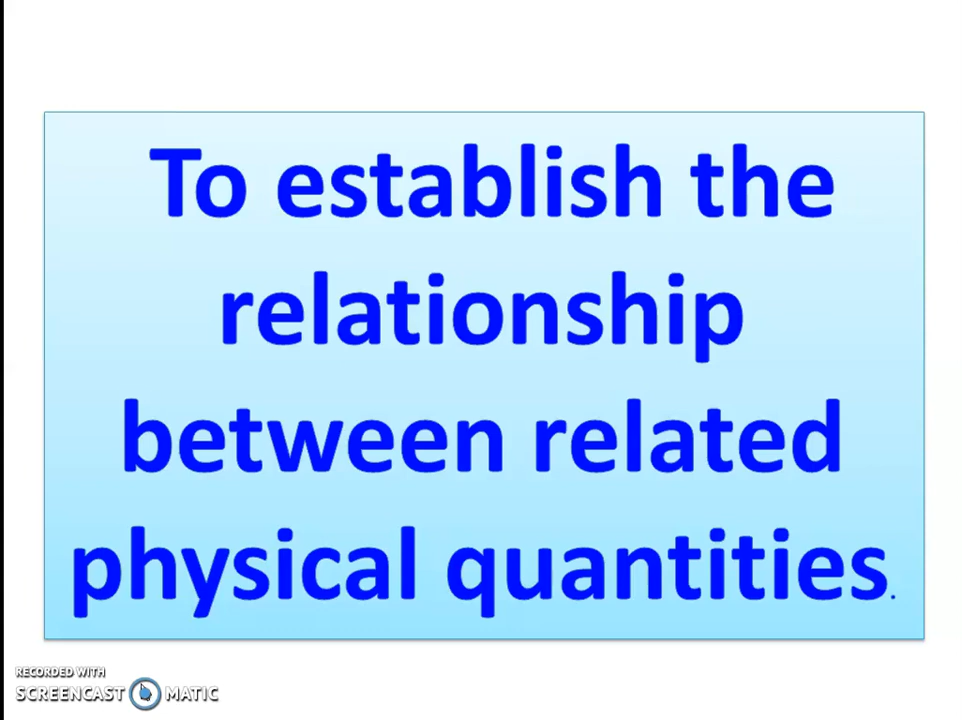 To establish the
relationship
between related
physical quantities.
RECORDED WITH
SCREENCAST MATIC